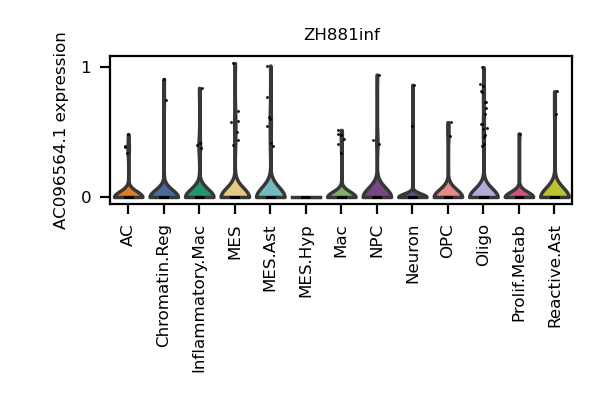 ZH881inf
AC096564.1 expression
1
0
AC
Chromatin.Reg
Inflammatory.Mac
MES
MES.Ast
MES.Hyp
Mac
NPC
Neuron
OPC
Oligo
Prolif.Metab
Reactive.Ast